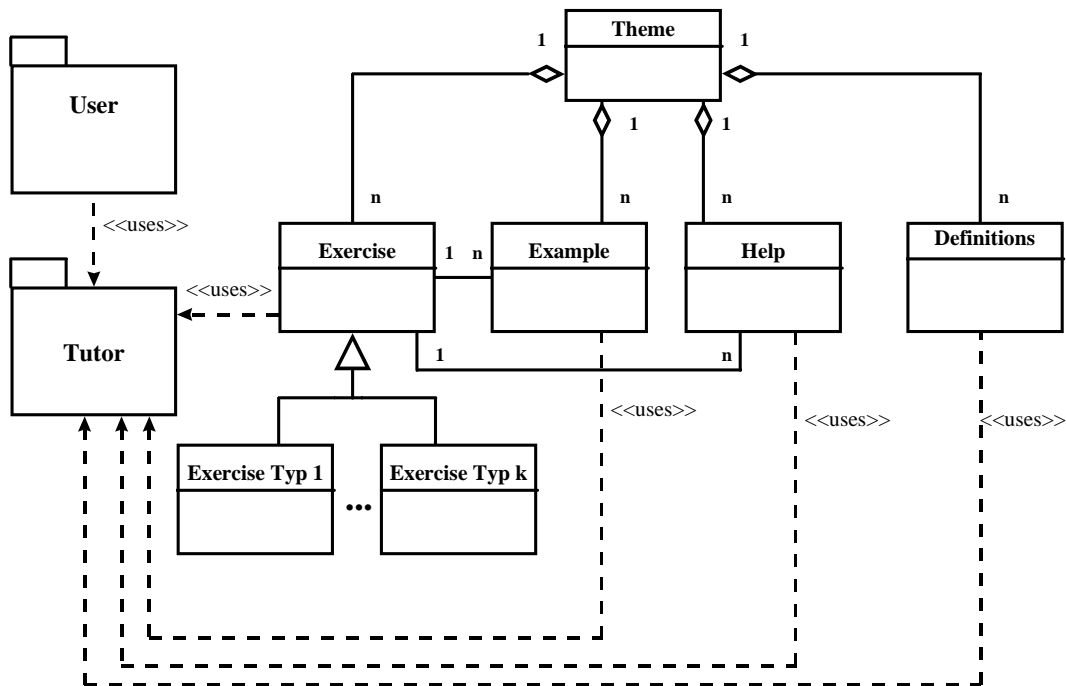 Theme
1
1
User
1
1
n
n
n
n
<<uses>>
Exercise
Example
Help
Definitions
1
n
<<uses>>
Tutor
1
n
<<uses>>
<<uses>>
<<uses>>
Exercise Typ 1
...
Exercise Typ k